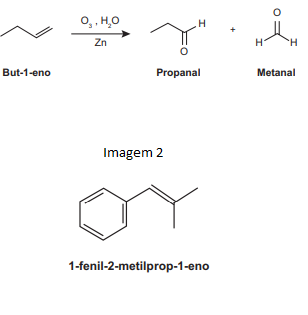 O₃ , H₂O
Zn
H
O
+
O
H
H
But-1-eno
Propanal
Metanal
Imagem 2
1-fenil-2-metilprop-1-eno